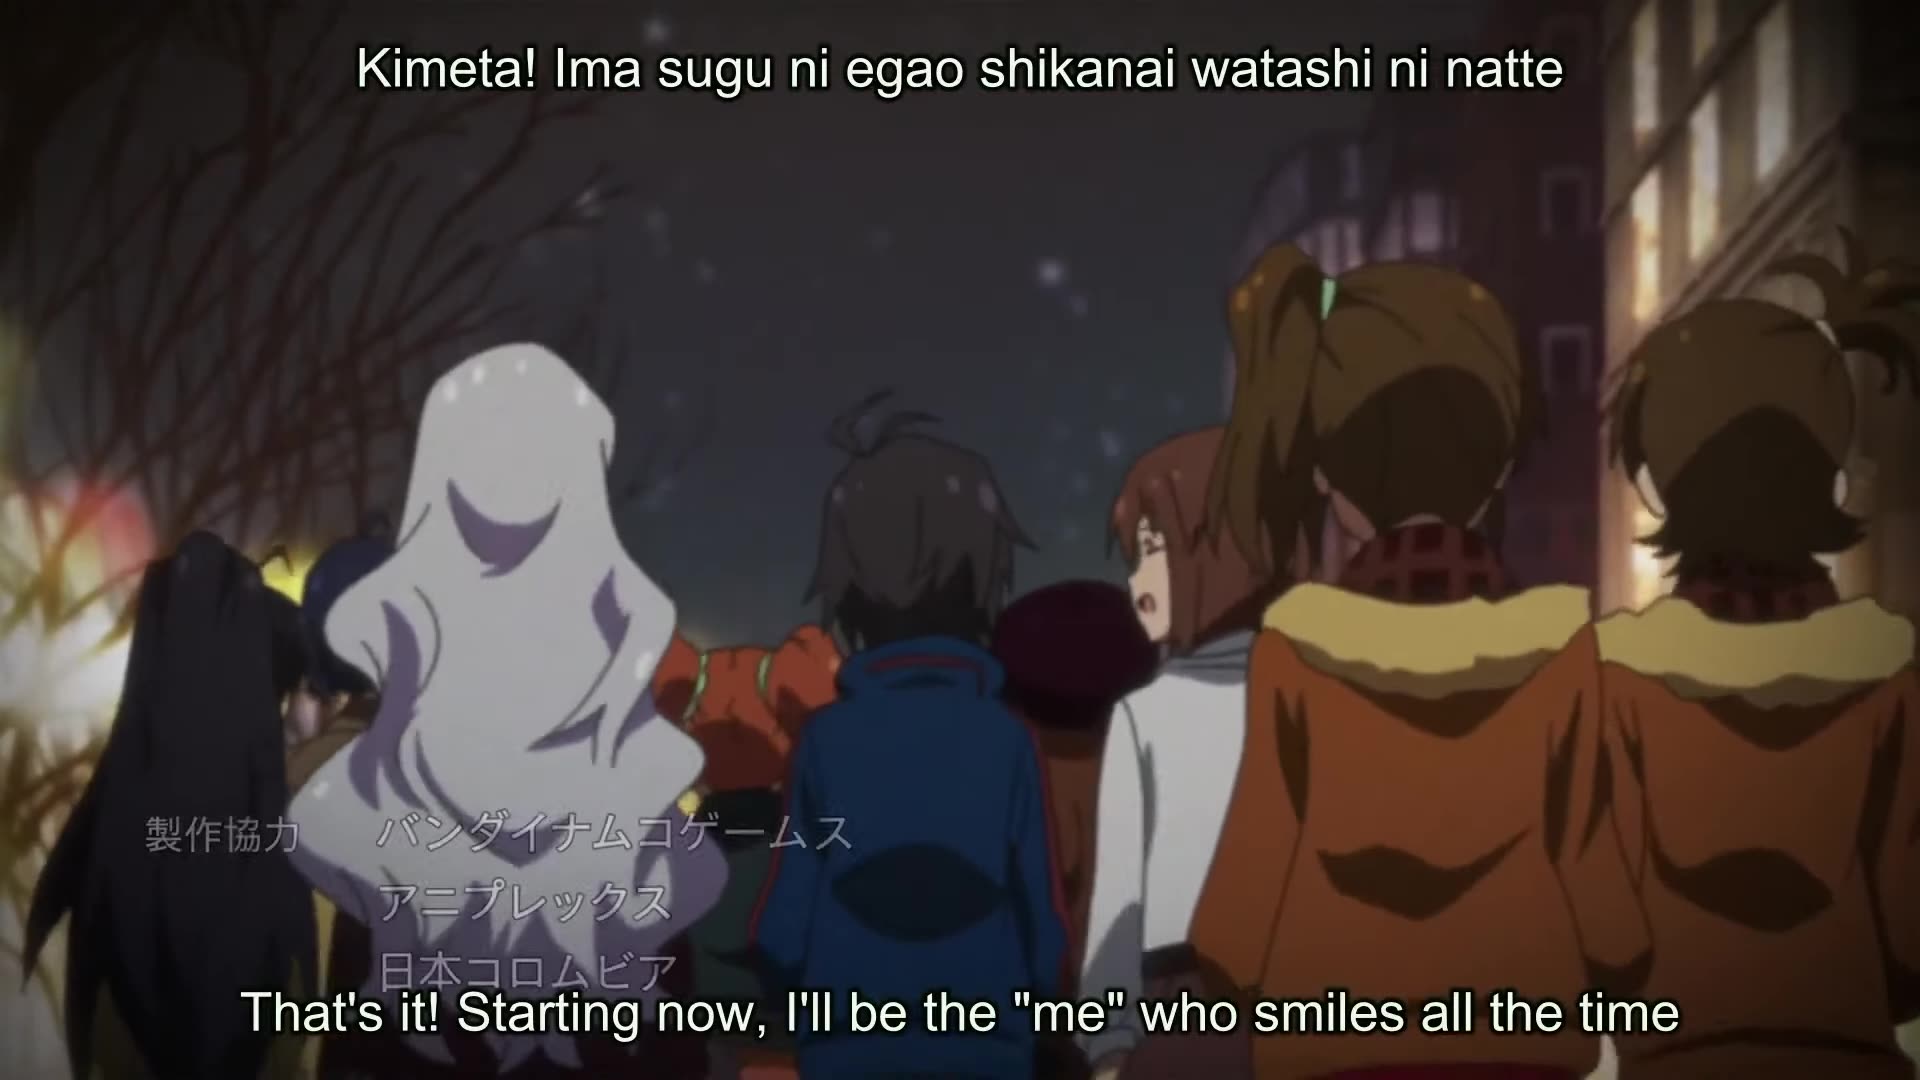 Kimeta! Ima sugu ni egao shikanai watashi ni natte
製作協力 バンダイナムコゲームス
アニプレックス
日本コロムビア
That's it! Starting now, I'll be the "me" who smiles all the time